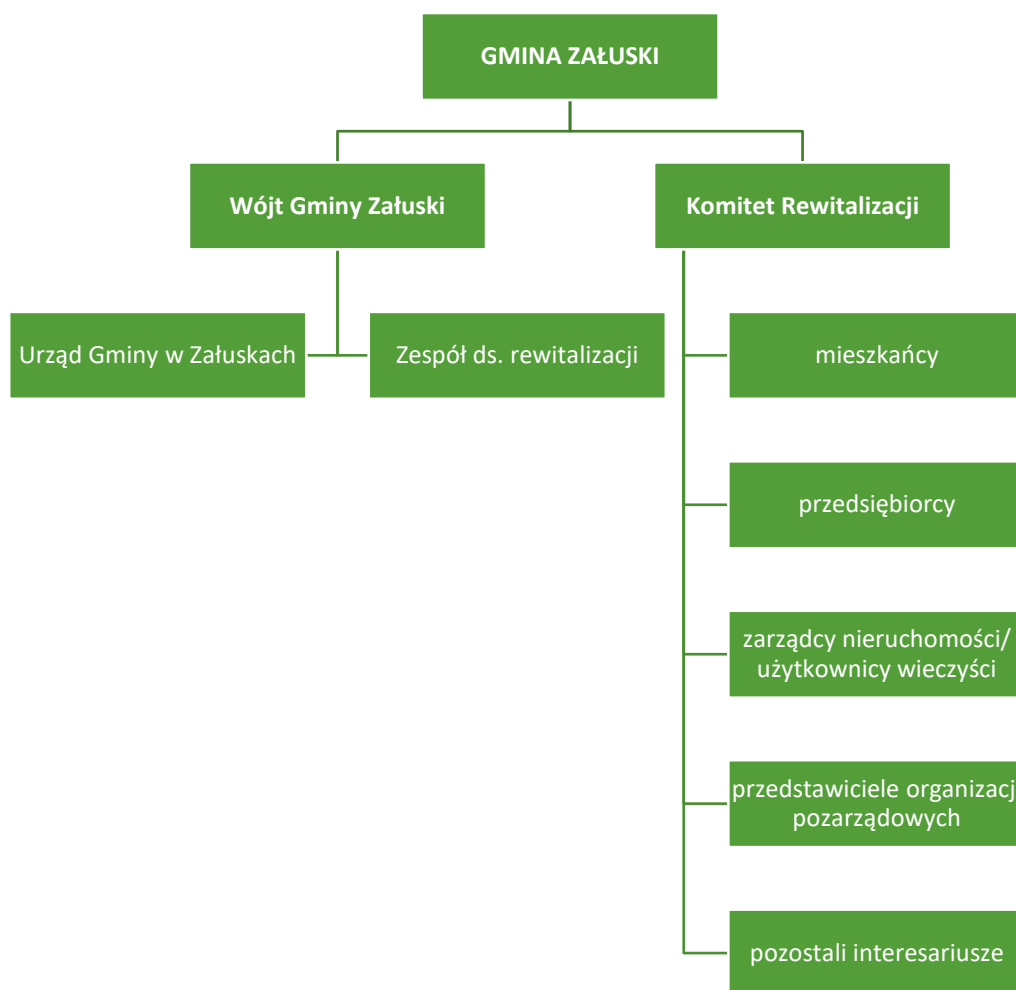 GMINA ZAŁUSKI
Wójt Gminy Załuski
Komitet Rewitalizacji
Urząd Gminy w Załuskach
Zespół ds. rewitalizacji
mieszkańcy
przedsiębiorcy
zarządcy nieruchomości/
użytkownicy wieczyści
przedstawiciele organizacj
pozarządowych
pozostali interesariusze